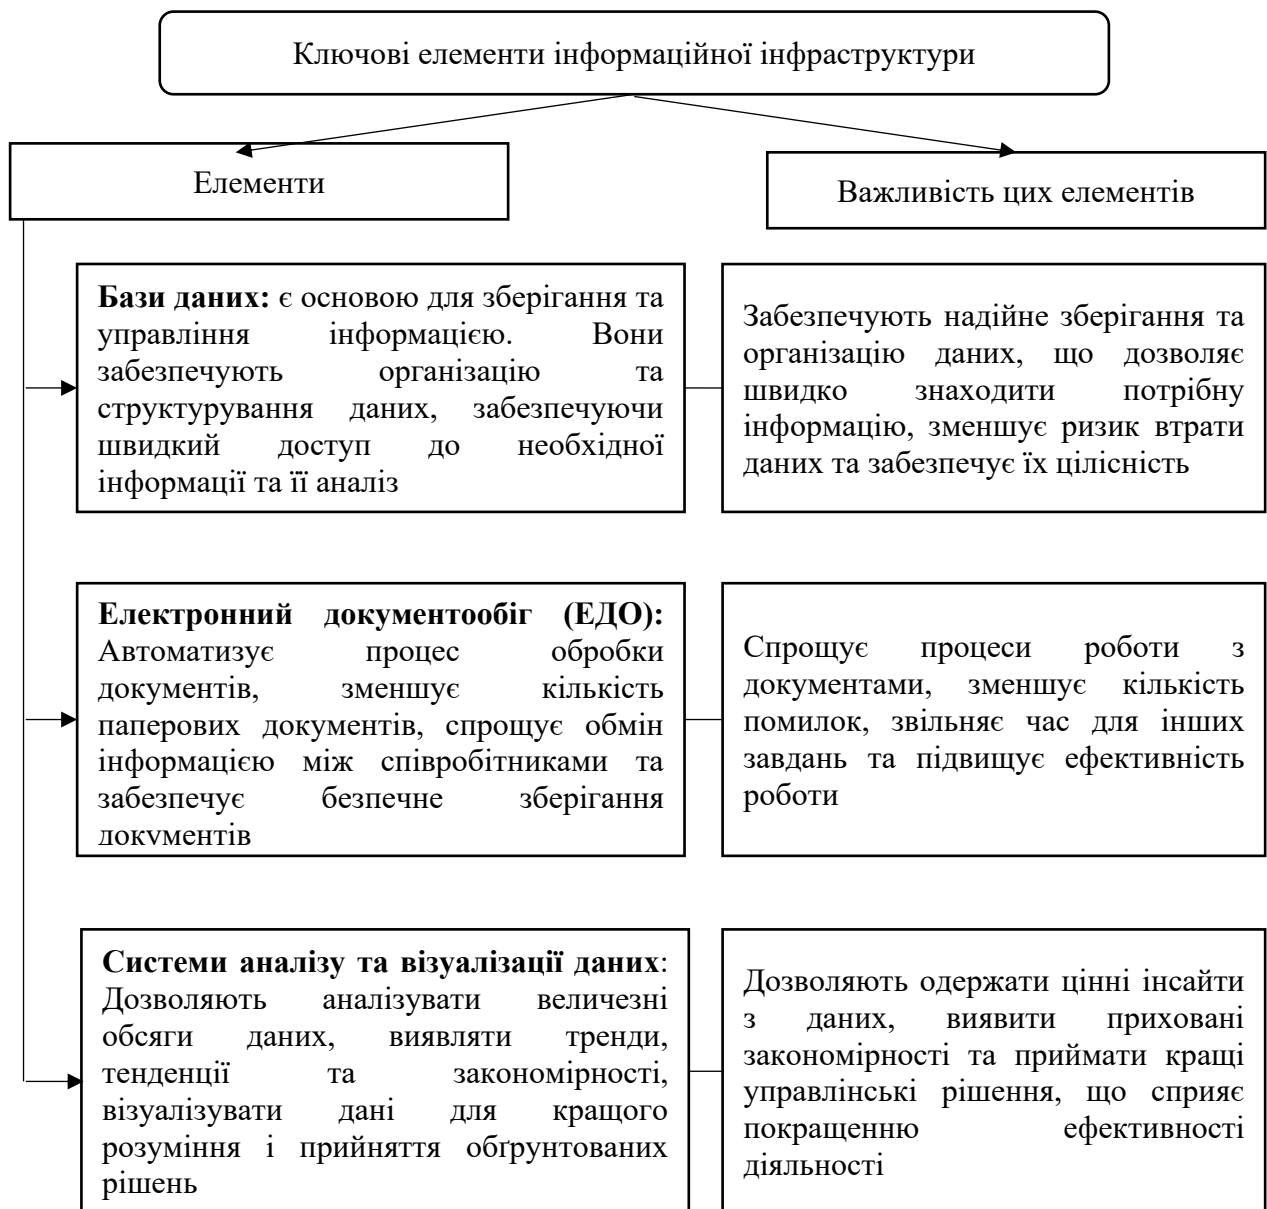 Ключові елементи інформаційної інфраструктури
Елементи
Важливість цих елементів
Бази даних: є основою для зберігання та
управління інформацією. Вони
забезпечують організацію та
структурування даних, забезпечуючи
швидкий доступ до необхідної
інформації та її аналіз
Забезпечують надійне зберігання та
організацію даних, що дозволяє
швидко знаходити потрібну
інформацію, зменшує ризик втрати
даних та забезпечує їх цілісність
Електронний документообіг (ЕДО):
Автоматизує процес обробки
документів, зменшує кількість
паперових документів, спрощує обмін
інформацією між співробітниками та
забезпечує безпечне зберігання
документів
Спрощує процеси роботи з
документами, зменшує кількість
помилок, звільняє час для інших
завдань та підвищує ефективність
роботи
Системи аналізу та візуалізації даних:
Дозволяють аналізувати величезні
обсяги даних, виявляти тренди,
тенденції та закономірності,
візуалізувати дані для кращого
розуміння і прийняття обґрунтованих
рішень
Дозволяють одержати цінні інсайти
з даних, виявити приховані
закономірності та приймати кращі
управлінські рішення, що сприяє
покращенню ефективності
діяльності